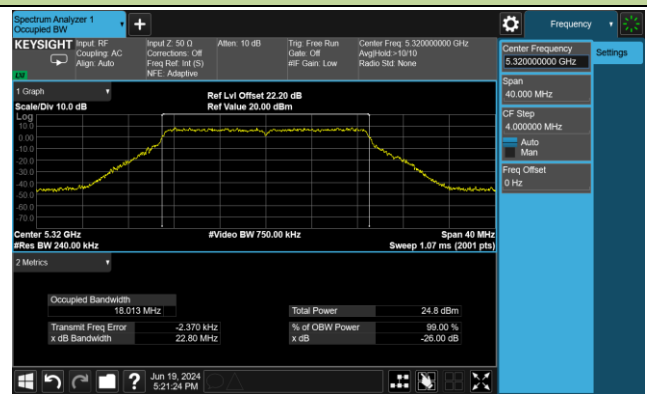 Spectrum Analyzer 1
Occupied BW
Frequency
KEYSIGHT
Input: RF
Coupling: AC
Align: Auto
Input Z: 50 Ω
Corrections: Off
Freq Ref: Int (S)
NFE: Adaptive
Atten: 10 dB
Trig: Free Run
Gate: Off
#IF Gain: Low
Center Freq: 5.320000000 GHz
Avg|Hold:>10/10
Radio Std: None
Center Frequency
5.320000000 GHz
Settings
Span
40.000 MHz
CF Step
4.000000 MHz
Auto
Man
Freq Offset
0 Hz
1 Graph
Scale/Div 10.0 dB
Ref Lvl Offset 22.20 dB
Ref Value 20.00 dBm
Log
10.0
0.00
-10.0
-20.0
-30.0
-40.0
-50.0
-60.0
-70.0
Center 5.32 GHz
#Video BW 750.00 kHz
Span 40 MHz
#Res BW 240.00 kHz
Sweep 1.07 ms (2001 pts)
2 Metrics
Occupied Bandwidth
18.013 MHz
Total Power 24.8 dBm
Transmit Freq Error -2.370 kHz
% of OBW Power 99.00 %
x dB Bandwidth 22.80 MHz
x dB -26.00 dB
Jun 19, 2024
5:21:24 PM